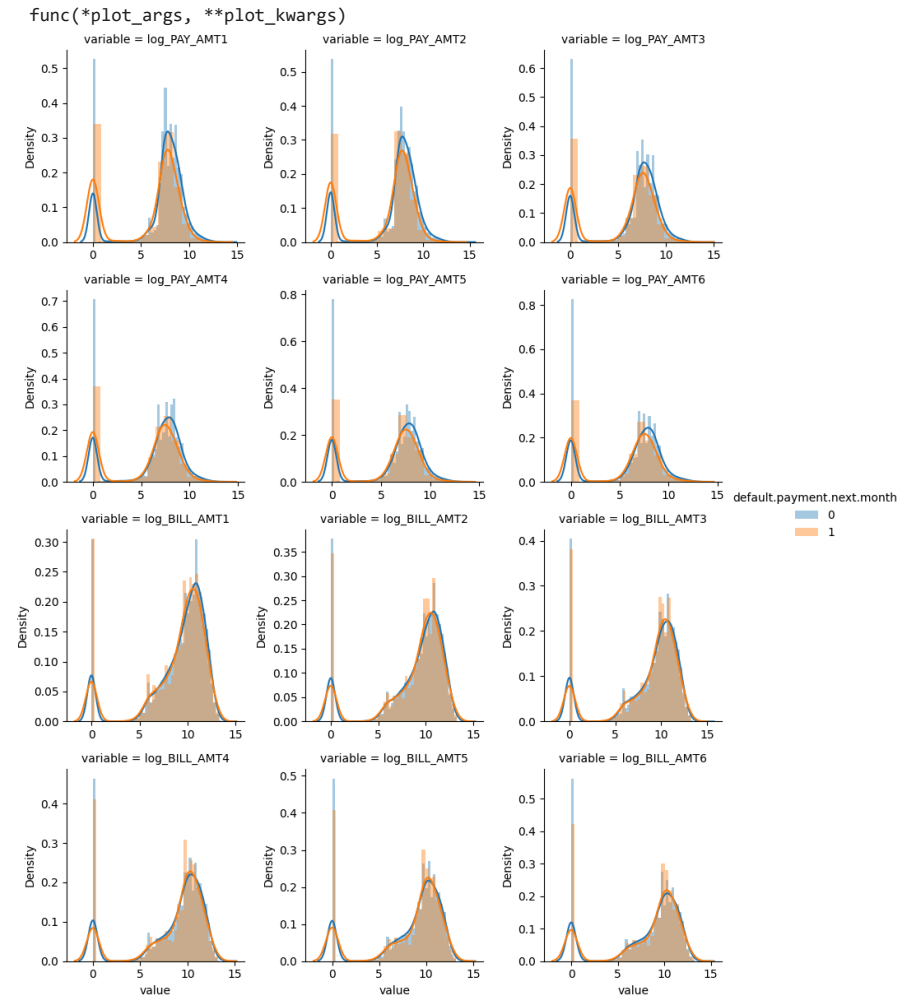 func(*plot_args, **plot_kwargs)
variable = log_PAY_AMT1
variable = log_PAY_AMT2
variable = log_PAY_AMT3
0.5
0.4
0.3
0.2
0.1
0.0
Density
0 5 10 15
0.5
0.4
0.3
0.2
0.1
0.0
Density
0 5 10 15
0.6
0.5
0.4
0.3
0.2
0.1
0.0
Density
0 5 10 15
variable = log_PAY_AMT4
variable = log_PAY_AMT5
variable = log_PAY_AMT6
0.7
0.6
0.5
0.4
0.3
0.2
0.1
0.0
Density
0 5 10 15
0.8
0.6
0.4
0.2
0.0
Density
0 5 10 15
0.8
0.6
0.4
0.2
0.0
Density
0 5 10 15
default.payment.next.month
0
1
variable = log_BILL_AMT1
variable = log_BILL_AMT2
variable = log_BILL_AMT3
0.30
0.25
0.20
0.15
0.10
0.05
0.00
Density
0 5 10 15
0.35
0.30
0.25
0.20
0.15
0.10
0.05
0.00
Density
0 5 10 15
0.4
0.3
0.2
0.1
0.0
Density
0 5 10 15
variable = log_BILL_AMT4
variable = log_BILL_AMT5
variable = log_BILL_AMT6
0.4
0.3
0.2
0.1
0.0
Density
0 5 10 15
value
0.5
0.4
0.3
0.2
0.1
0.0
Density
0 5 10 15
value
0.5
0.4
0.3
0.2
0.1
0.0
Density
0 5 10 15
value